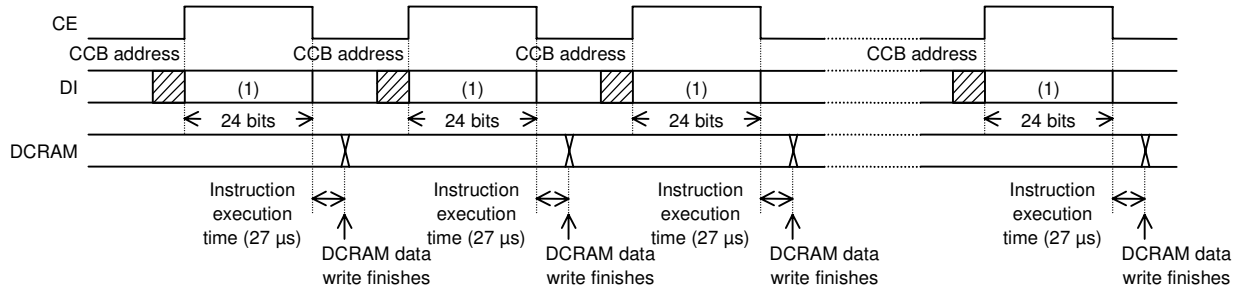 CE
CCB address CCB address CCB address CCB address
DI (1) (1) (1) (1)
24 bits 24 bits 24 bits 24 bits
DCRAM
Instruction Instruction Instruction Instruction
execution execution execution execution
time (27 μs) time (27 μs) time (27 μs) time (27 μs)
DCRAM data DCRAM data DCRAM data DCRAM data
write finishes write finishes write finishes write finishes